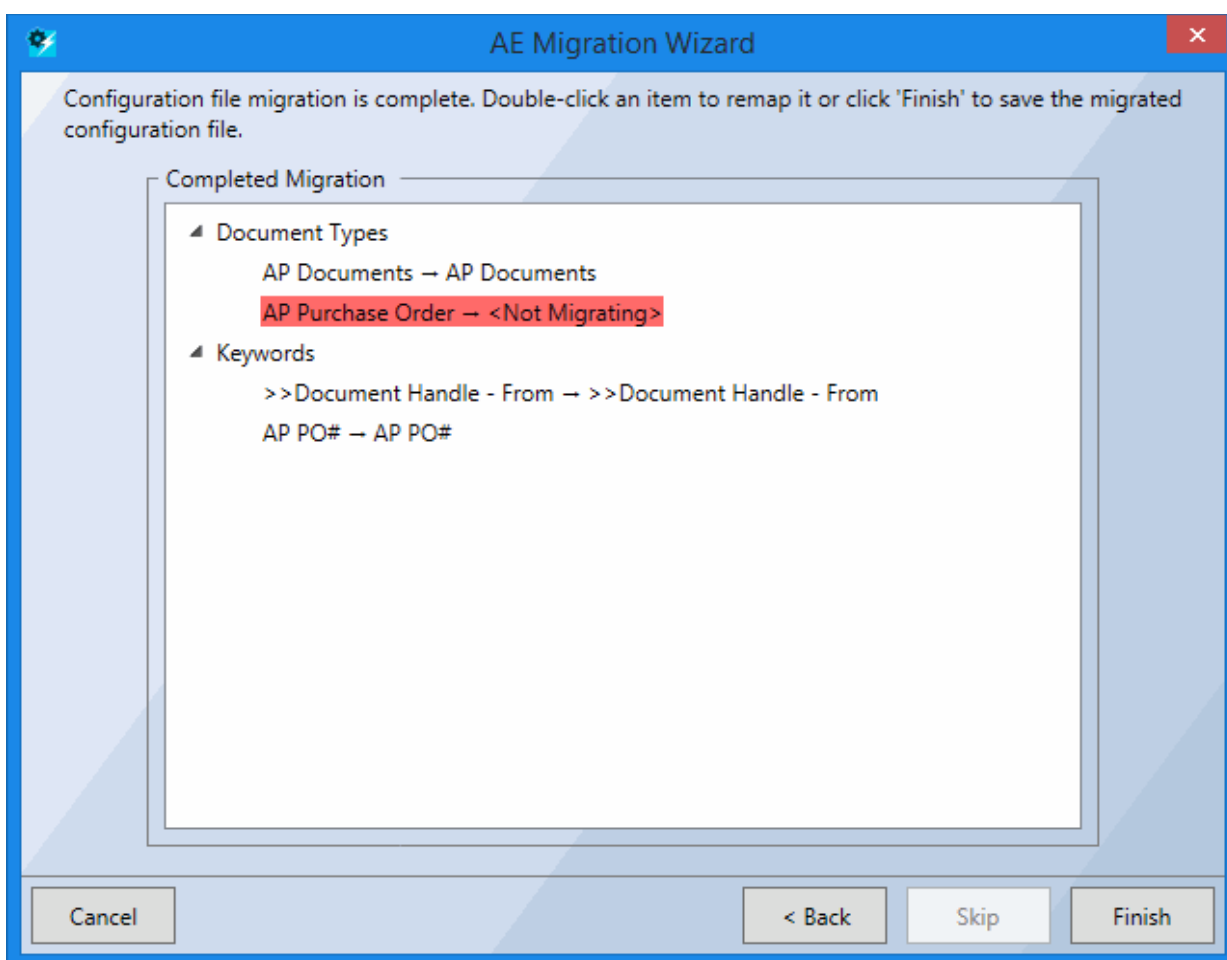 AE Migration Wizard
Configuration file migration is complete. Double-click an item to remap it or click 'Finish' to save the migrated
configuration file.
Completed Migration
Document Types
AP Documents → AP Documents
AP Purchase Order → <Not Migrating>
Keywords
>>Document Handle - From → >>Document Handle - From
AP PO# → AP PO#
Cancel
< Back
Skip
Finish